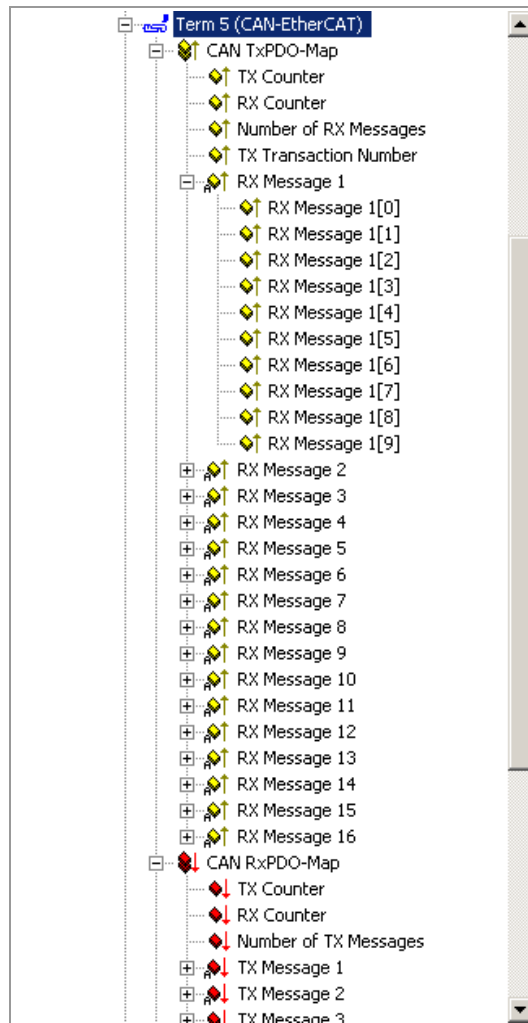 Term 5 (CAN-EtherCAT)
CAN TxPDO-Map
TX Counter
RX Counter
Number of RX Messages
TX Transaction Number
RX Message 1
RX Message 1[0]
RX Message 1[1]
RX Message 1[2]
RX Message 1[3]
RX Message 1[4]
RX Message 1[5]
RX Message 1[6]
RX Message 1[7]
RX Message 1[8]
RX Message 1[9]
RX Message 2
RX Message 3
RX Message 4
RX Message 5
RX Message 6
RX Message 7
RX Message 8
RX Message 9
RX Message 10
RX Message 11
RX Message 12
RX Message 13
RX Message 14
RX Message 15
RX Message 16
CAN RxPDO-Map
TX Counter
RX Counter
Number of TX Messages
TX Message 1
TX Message 2
TX Message 3